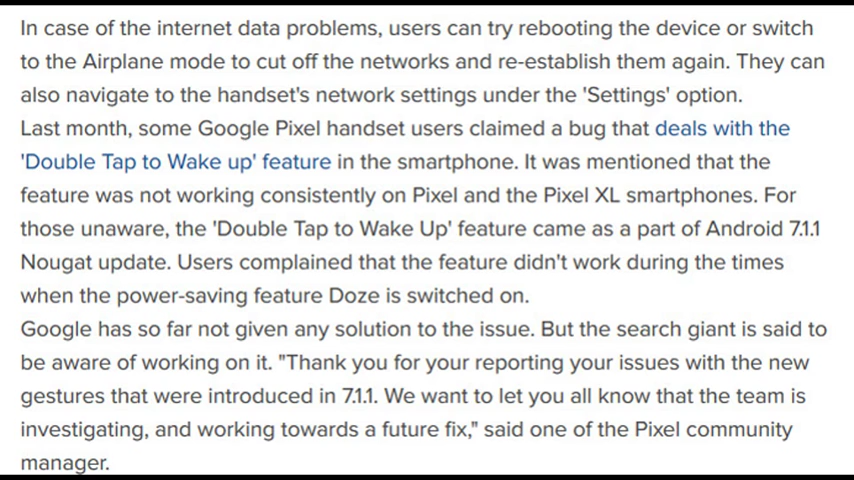 In case of the internet data problems, users can try rebooting the device or switch
to the Airplane mode to cut off the networks and re-establish them again. They can
also navigate to the handset's network settings under the 'Settings' option.
Last month, some Google Pixel handset users claimed a bug that deals with the
'Double Tap to Wake up' feature in the smartphone. It was mentioned that the
feature was not working consistently on Pixel and the Pixel XL smartphones. For
those unaware, the 'Double Tap to Wake Up' feature came as a part of Android 7.1.1
Nougat update. Users complained that the feature didn't work during the times
when the power-saving feature Doze is switched on.
Google has so far not given any solution to the issue. But the search giant is said to
be aware of working on it. "Thank you for your reporting your issues with the new
gestures that were introduced in 7.1.1. We want to let you all know that the team is
investigating, and working towards a future fix," said one of the Pixel community
manager.